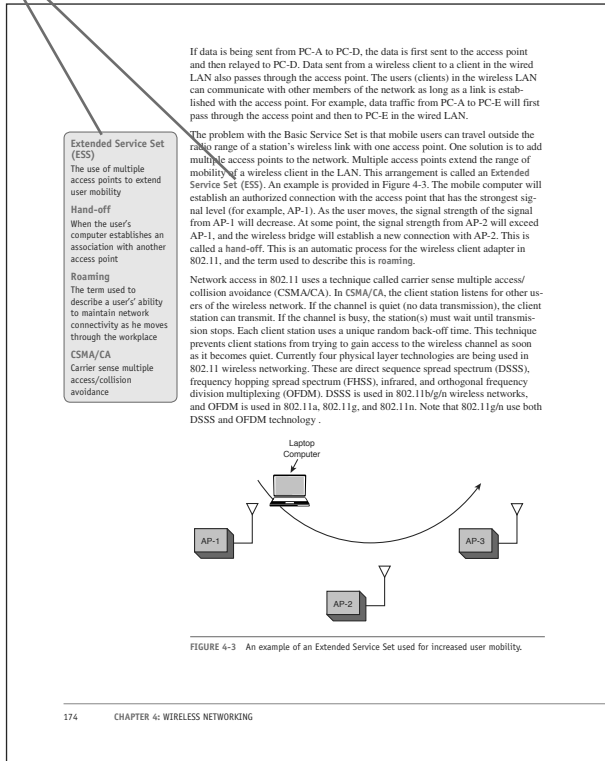 If data is being sent from PC-A to PC-D, the data is first sent to the access point
and then relayed to PC-D. Data sent from a wireless client to a client in the wired
LAN also passes through the access point. The users (clients) in the wireless LAN
can communicate with other members of the network as long as a link is estab-
lished with the access point. For example, data traffic from PC-A to PC-E will first
pass through the access point and then to PC-E in the wired LAN.
Extended Service Set
(ESS)
The use of multiple
access points to extend
user mobility
Hand-off
When the user's
computer establishes an
association with another
access point
Roaming
The term used to
describe a users' ability
to maintain network
connectivity as he moves
through the workplace
CSMA/CA
Carrier sense multiple
access/collision
avoidance
The problem with the Basic Service Set is that mobile users can travel outside the
radio range of a station's wireless link with one access point. One solution is to add
multiple access points to the network. Multiple access points extend the range of
mobility of a wireless client in the LAN. This arrangement is called an Extended
Service Set (ESS). An example is provided in Figure 4-3. The mobile computer will
establish an authorized connection with the access point that has the strongest sig-
nal level (for example, AP-1). As the user moves, the signal strength of the signal
from AP-1 will decrease. At some point, the signal strength from AP-2 will exceed
AP-1, and the wireless bridge will establish a new connection with AP-2. This is
called a hand-off. This is an automatic process for the wireless client adapter in
802.11, and the term used to describe this is roaming.
Network access in 802.11 uses a technique called carrier sense multiple access/
collision avoidance (CSMA/CA). In CSMA/CA, the client station listens for other us-
ers of the wireless network. If the channel is quiet (no data transmission), the client
station can transmit. If the channel is busy, the station(s) must wait until transmis-
sion stops. Each client station uses a unique random back-off time. This technique
prevents client stations from trying to gain access to the wireless channel as soon
as it becomes quiet. Currently four physical layer technologies are being used in
802.11 wireless networking. These are direct sequence spread spectrum (DSSS),
frequency hopping spread spectrum (FHSS), infrared, and orthogonal frequency
division multiplexing (OFDM). DSSS is used in 802.11b/g/n wireless networks,
and OFDM is used in 802.11a, 802.11g, and 802.11n. Note that 802.11g/n use both
DSSS and OFDM technology .
Laptop
Computer
AP-1
AP-3
AP-2
FIGURE 4-3 An example of an Extended Service Set used for increased user mobility.
174 CHAPTER 4: WIRELESS NETWORKING